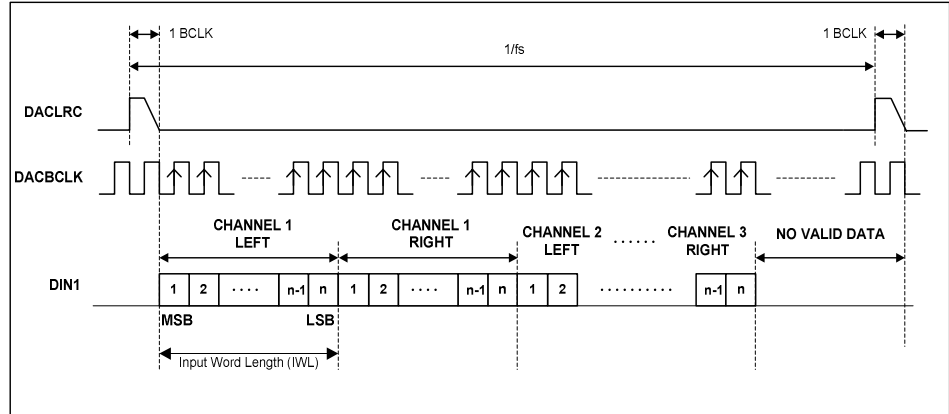 1 BCLK 1 BCLK
1/fs
DACLRC
DACBCLK
CHANNEL 1
LEFT
CHANNEL 1
RIGHT
CHANNEL 2
LEFT
......
CHANNEL 3
RIGHT
NO VALID DATA
DIN1
1 2 .... n-1 n 1 2 .... n-1 n 1 2 .......... n-1 n
MSB LSB
Input Word Length (IWL)